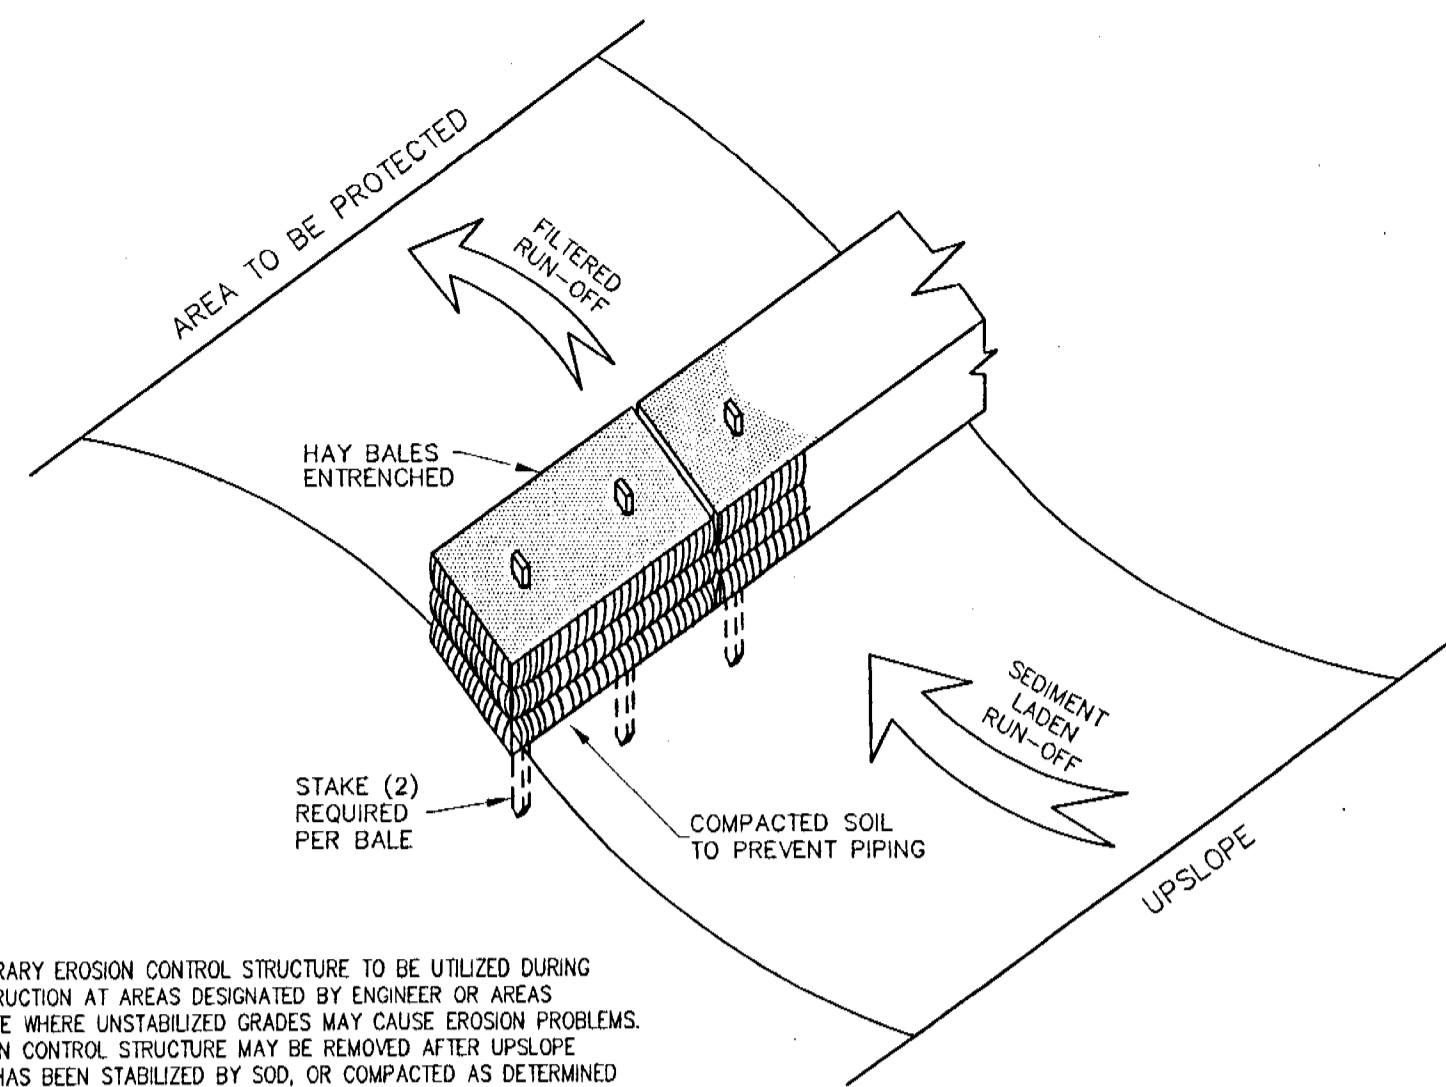 AREA TO BE PROTECTED
FILTERED
RUN-OFF
HAY BALES
ENTRENCHED
SEDIMENT
LADEN
RUN-OFF
STAKE (2)
REQUIRED
PER BALE
COMPACTED SOIL
TO PREVENT PIPING
UPSLOPE
EROSION CONTROL STRUCTURE TO BE UTILIZED DURING
AT AREAS DESIGNATED BY ENGINEER OR AREAS
WHERE UNSTABILIZED GRADES MAY CAUSE EROSION PROBLEMS.
CONTROL STRUCTURE MAY BE REMOVED AFTER UPSLOPE
HAS BEEN STABILIZED BY SOD, OR COMPACTED AS DETERMINED